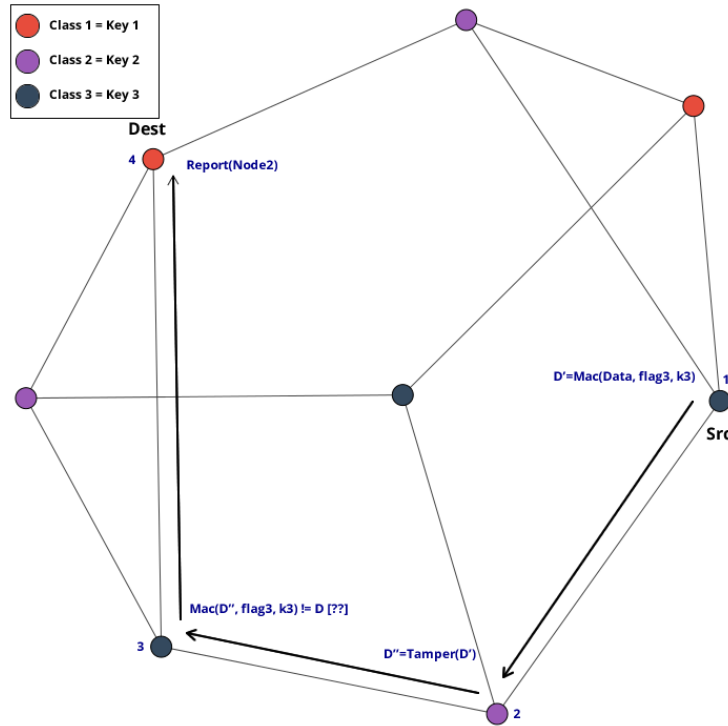 Class 1 = Key 1
Class 2 = Key 2
Class 3 = Key 3
Dest
4
Report(Node2)
D'=Mac(Data, flag3, k3)
1
Src
Mac(D'', flag3, k3) != D [??]
3
D''=Tamper(D')
2